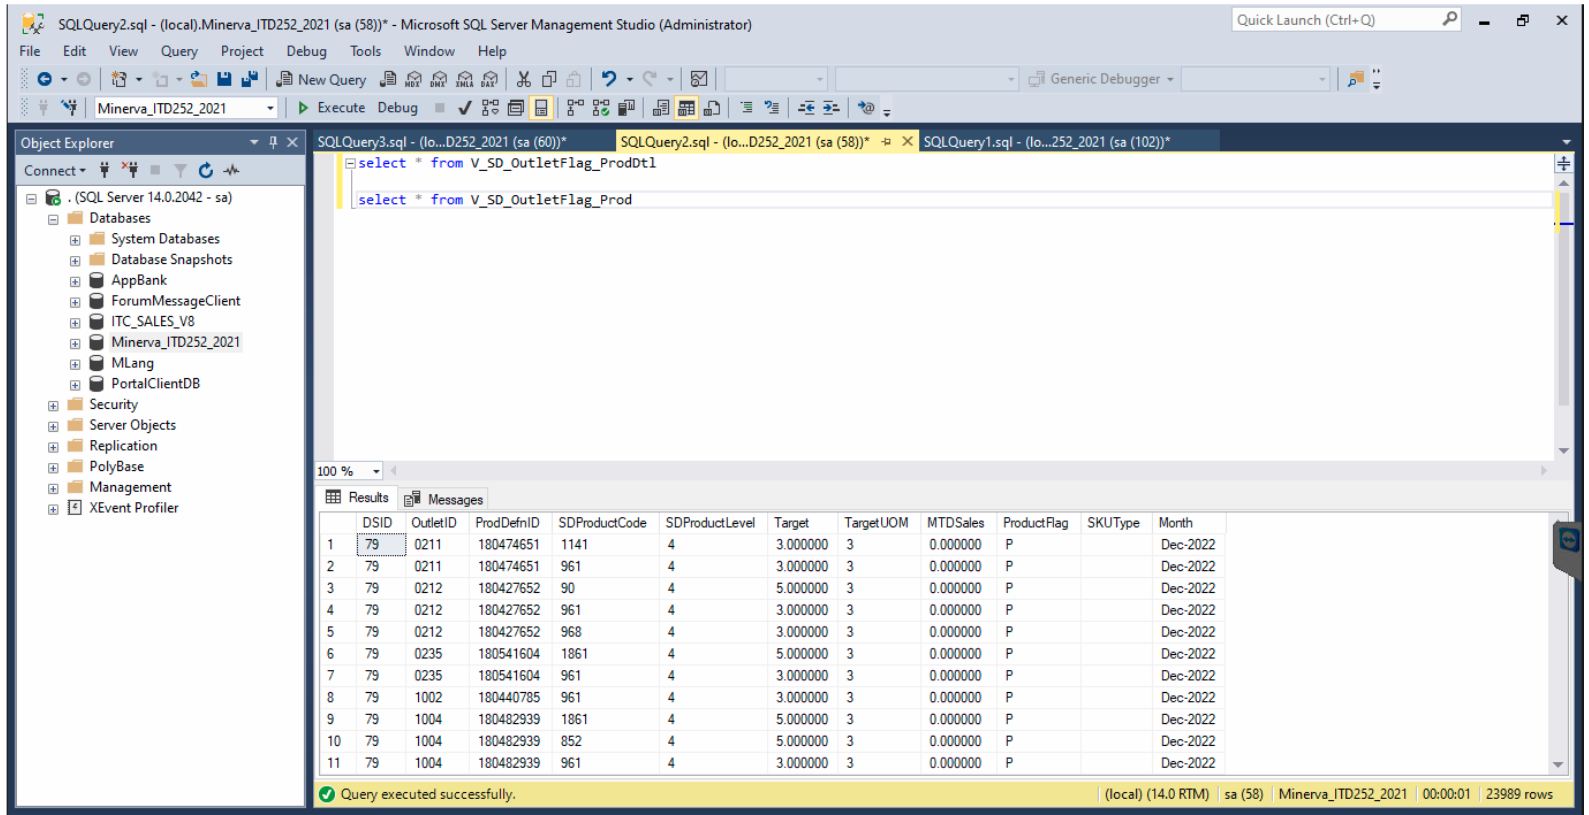 SQLQuery2.sql - (local).Minerva_ITD252_2021 (sa (58))* - Microsoft SQL Server Management Studio (Administrator)
Quick Launch (Ctrl+Q)
File Edit View Query Project Debug Tools Window Help
New Query MDX DMX XMLA DAX Generic Debugger
Minerva_ITD252_2021 Execute Debug
Object Explorer
SQLQuery3.sql - (lo...D252_2021 (sa (60))* SQLQuery2.sql - (lo...D252_2021 (sa (58))* SQLQuery1.sql - (lo...252_2021 (sa (102))*
Connect
. (SQL Server 14.0.2042 - sa)
Databases
System Databases
Database Snapshots
AppBank
ForumMessageClient
ITC_SALES_V8
Minerva_ITD252_2021
MLang
PortalClientDB
Security
Server Objects
Replication
PolyBase
Management
XEvent Profiler
select * from V_SD_OutletFlag_ProdDtl
select * from V_SD_OutletFlag_Prod
100 %
Results Messages
DSID OutletID ProdDefnID SDProductCode SDProductLevel Target TargetUOM MTDSales ProductFlag SKUType Month
1 79 0211 180474651 1141 4 3.000000 3 0.000000 P Dec-2022
2 79 0211 180474651 961 4 3.000000 3 0.000000 P Dec-2022
3 79 0212 180427652 90 4 5.000000 3 0.000000 P Dec-2022
4 79 0212 180427652 961 4 3.000000 3 0.000000 P Dec-2022
5 79 0212 180427652 968 4 3.000000 3 0.000000 P Dec-2022
6 79 0235 180541604 1861 4 5.000000 3 0.000000 P Dec-2022
7 79 0235 180541604 961 4 3.000000 3 0.000000 P Dec-2022
8 79 1002 180440785 961 4 3.000000 3 0.000000 P Dec-2022
9 79 1004 180482939 1861 4 5.000000 3 0.000000 P Dec-2022
10 79 1004 180482939 852 4 5.000000 3 0.000000 P Dec-2022
11 79 1004 180482939 961 4 3.000000 3 0.000000 P Dec-2022
Query executed successfully. (local) (14.0 RTM) sa (58) Minerva_ITD252_2021 00:00:01 23989 rows